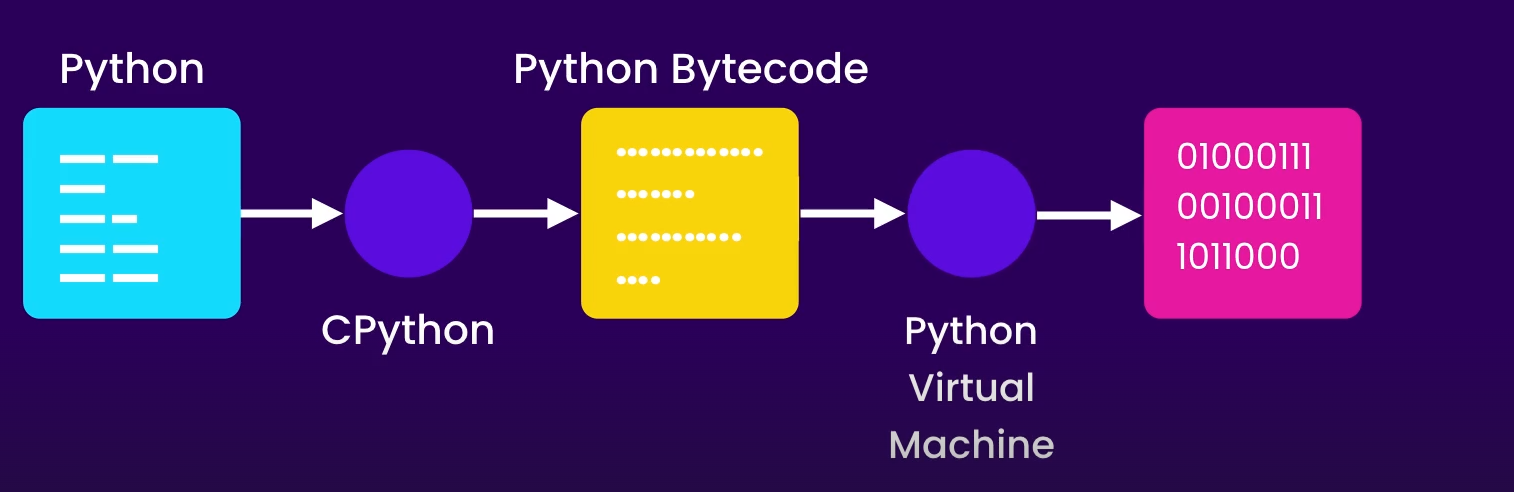 Python
Python Bytecode
01000111
00100011
1011000
CPython
Python
Virtual
Machine